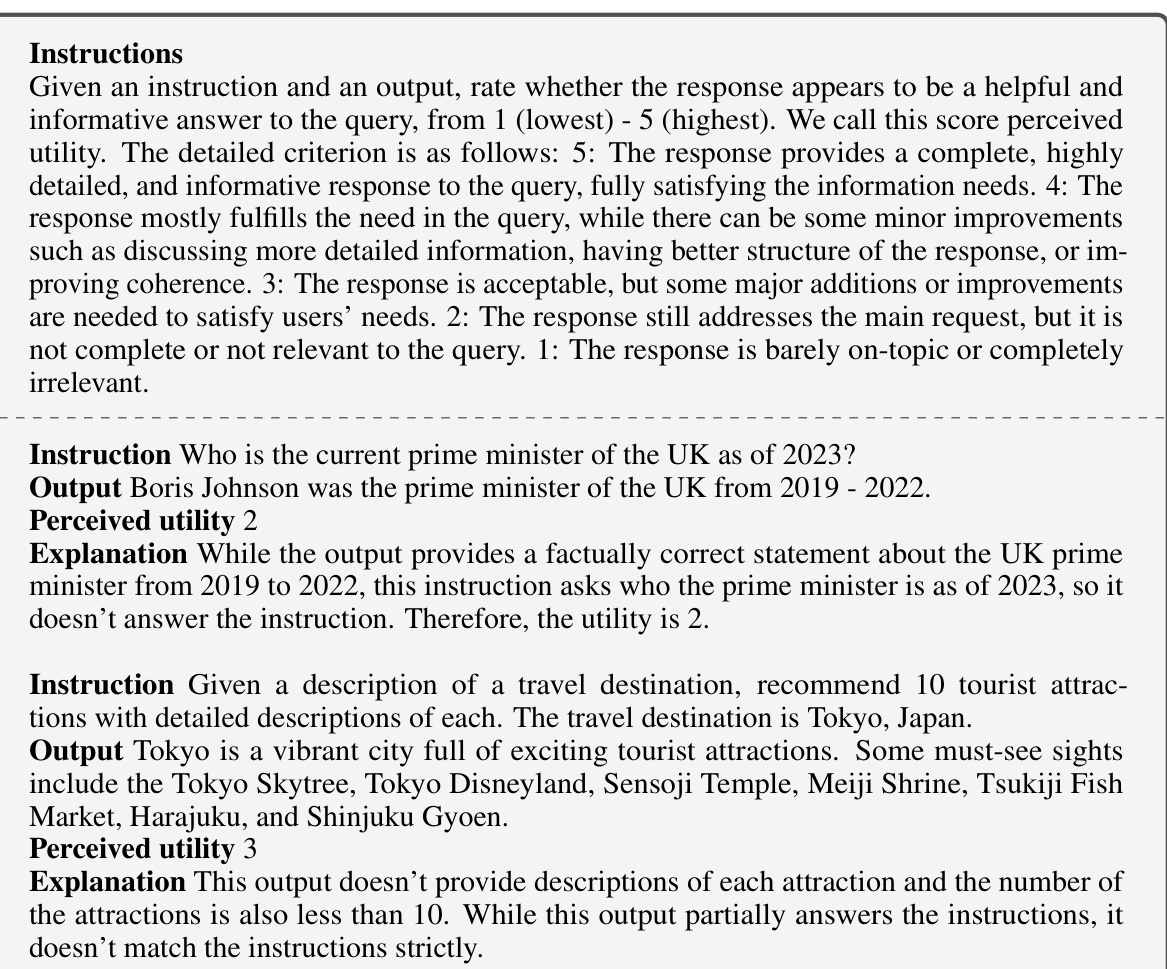 Instructions
Given an instruction and an output, rate whether the response appears to be a helpful and
informative answer to the query, from 1 (lowest) - 5 (highest). We call this score perceived
utility. The detailed criterion is as follows: 5: The response provides a complete, highly
detailed, and informative response to the query, fully satisfying the information needs. 4: The
response mostly fulfills the need in the query, while there can be some minor improvements
such as discussing more detailed information, having better structure of the response, or im-
proving coherence. 3: The response is acceptable, but some major additions or improvements
are needed to satisfy users' needs. 2: The response still addresses the main request, but it is
not complete or not relevant to the query. 1: The response is barely on-topic or completely
irrelevant.
Instruction Who is the current prime minister of the UK as of 2023?
Output Boris Johnson was the prime minister of the UK from 2019 - 2022.
Perceived utility 2
Explanation While the output provides a factually correct statement about the UK prime
minister from 2019 to 2022, this instruction asks who the prime minister is as of 2023, so it
doesn't answer the instruction. Therefore, the utility is 2.
Instruction Given a description of a travel destination, recommend 10 tourist attrac-
tions with detailed descriptions of each. The travel destination is Tokyo, Japan.
Output Tokyo is a vibrant city full of exciting tourist attractions. Some must-see sights
include the Tokyo Skytree, Tokyo Disneyland, Sensoji Temple, Meiji Shrine, Tsukiji Fish
Market, Harajuku, and Shinjuku Gyoen.
Perceived utility 3
Explanation This output doesn't provide descriptions of each attraction and the number of
the attractions is also less than 10. While this output partially answers the instructions, it
doesn't match the instructions strictly.